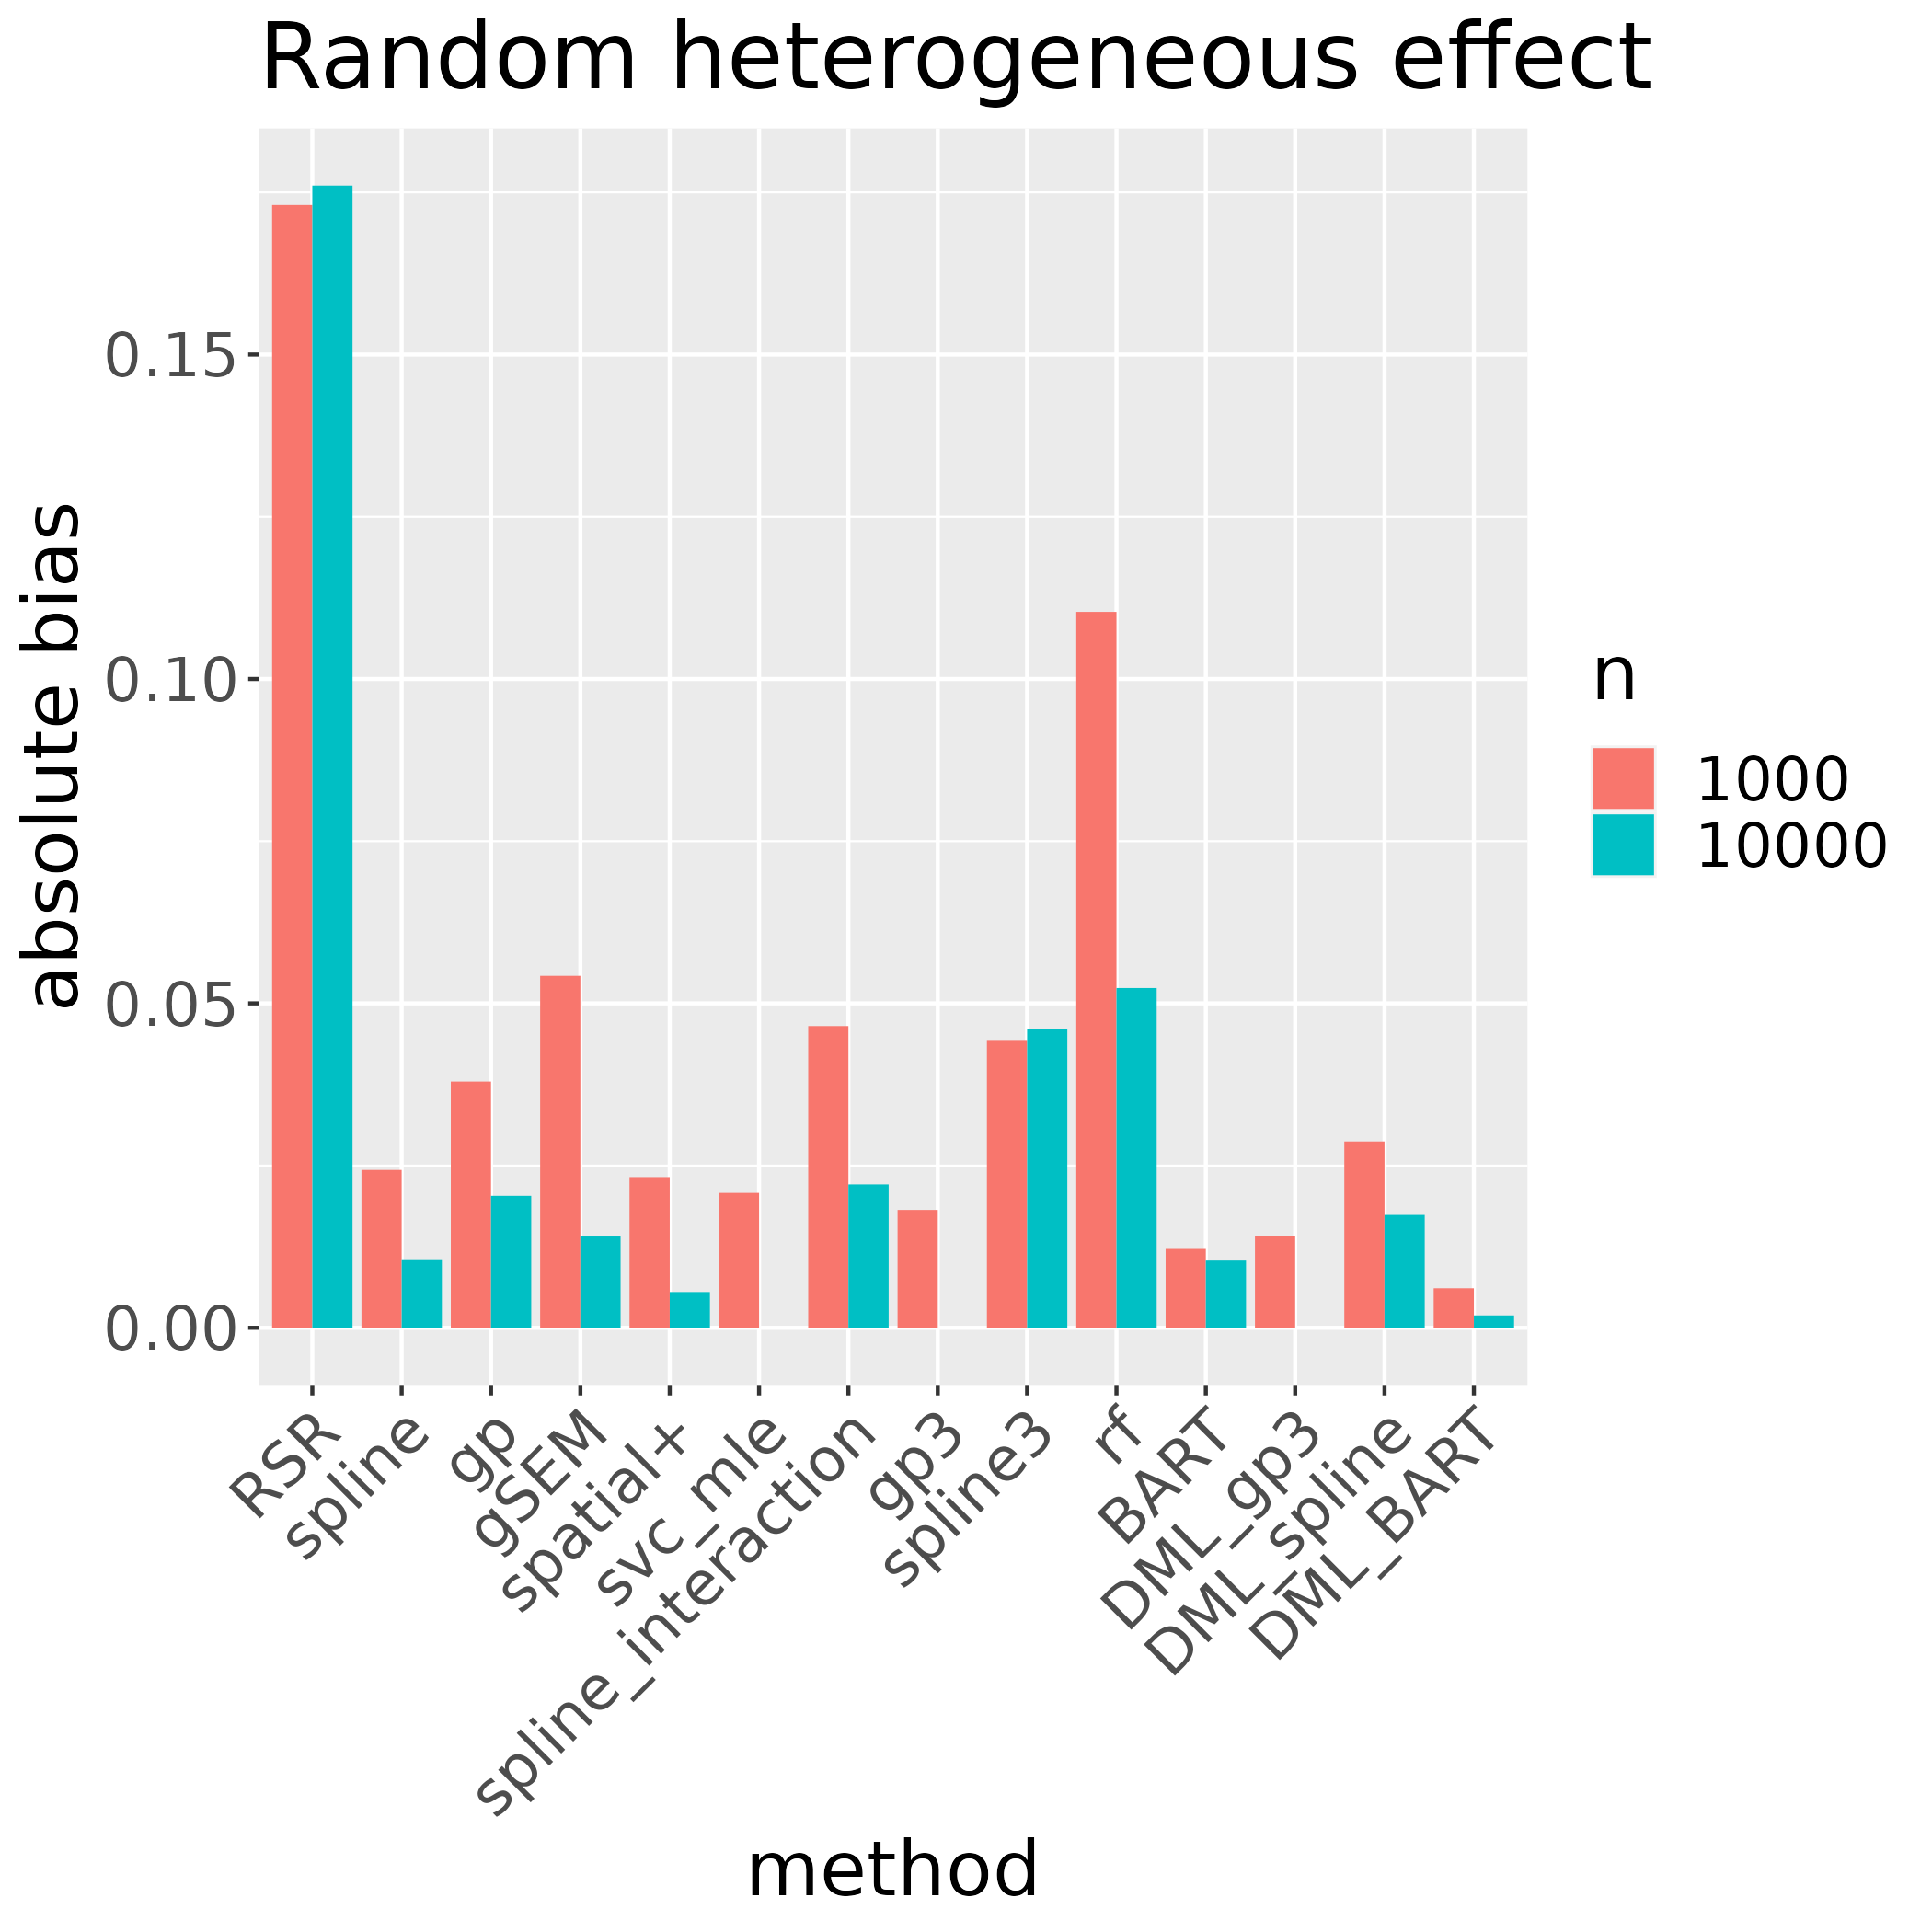 Random heterogeneous effect
absolute bias
0.15
0.10
0.05
0.00
RSR
spline
gp
gSEM
spatial+
svc_mle
spline_interaction
gp3
spline3
rf
BART
DML_gp3
DML_spline
DML_BART
method
n
1000
10000